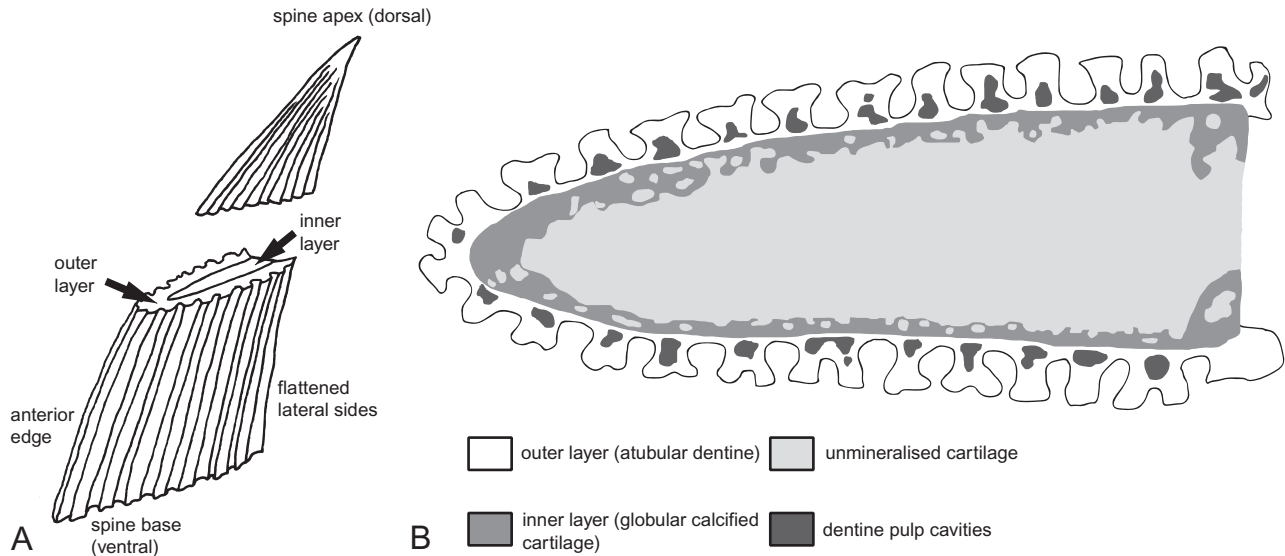 A
spine apex (dorsal)
inner
layer
outer
layer
anterior
edge
flattened
lateral sides
spine base
(ventral)
B
outer layer (atubular dentine)
unmineralised cartilage
inner layer (globular calcified
cartilage)
dentine pulp cavities